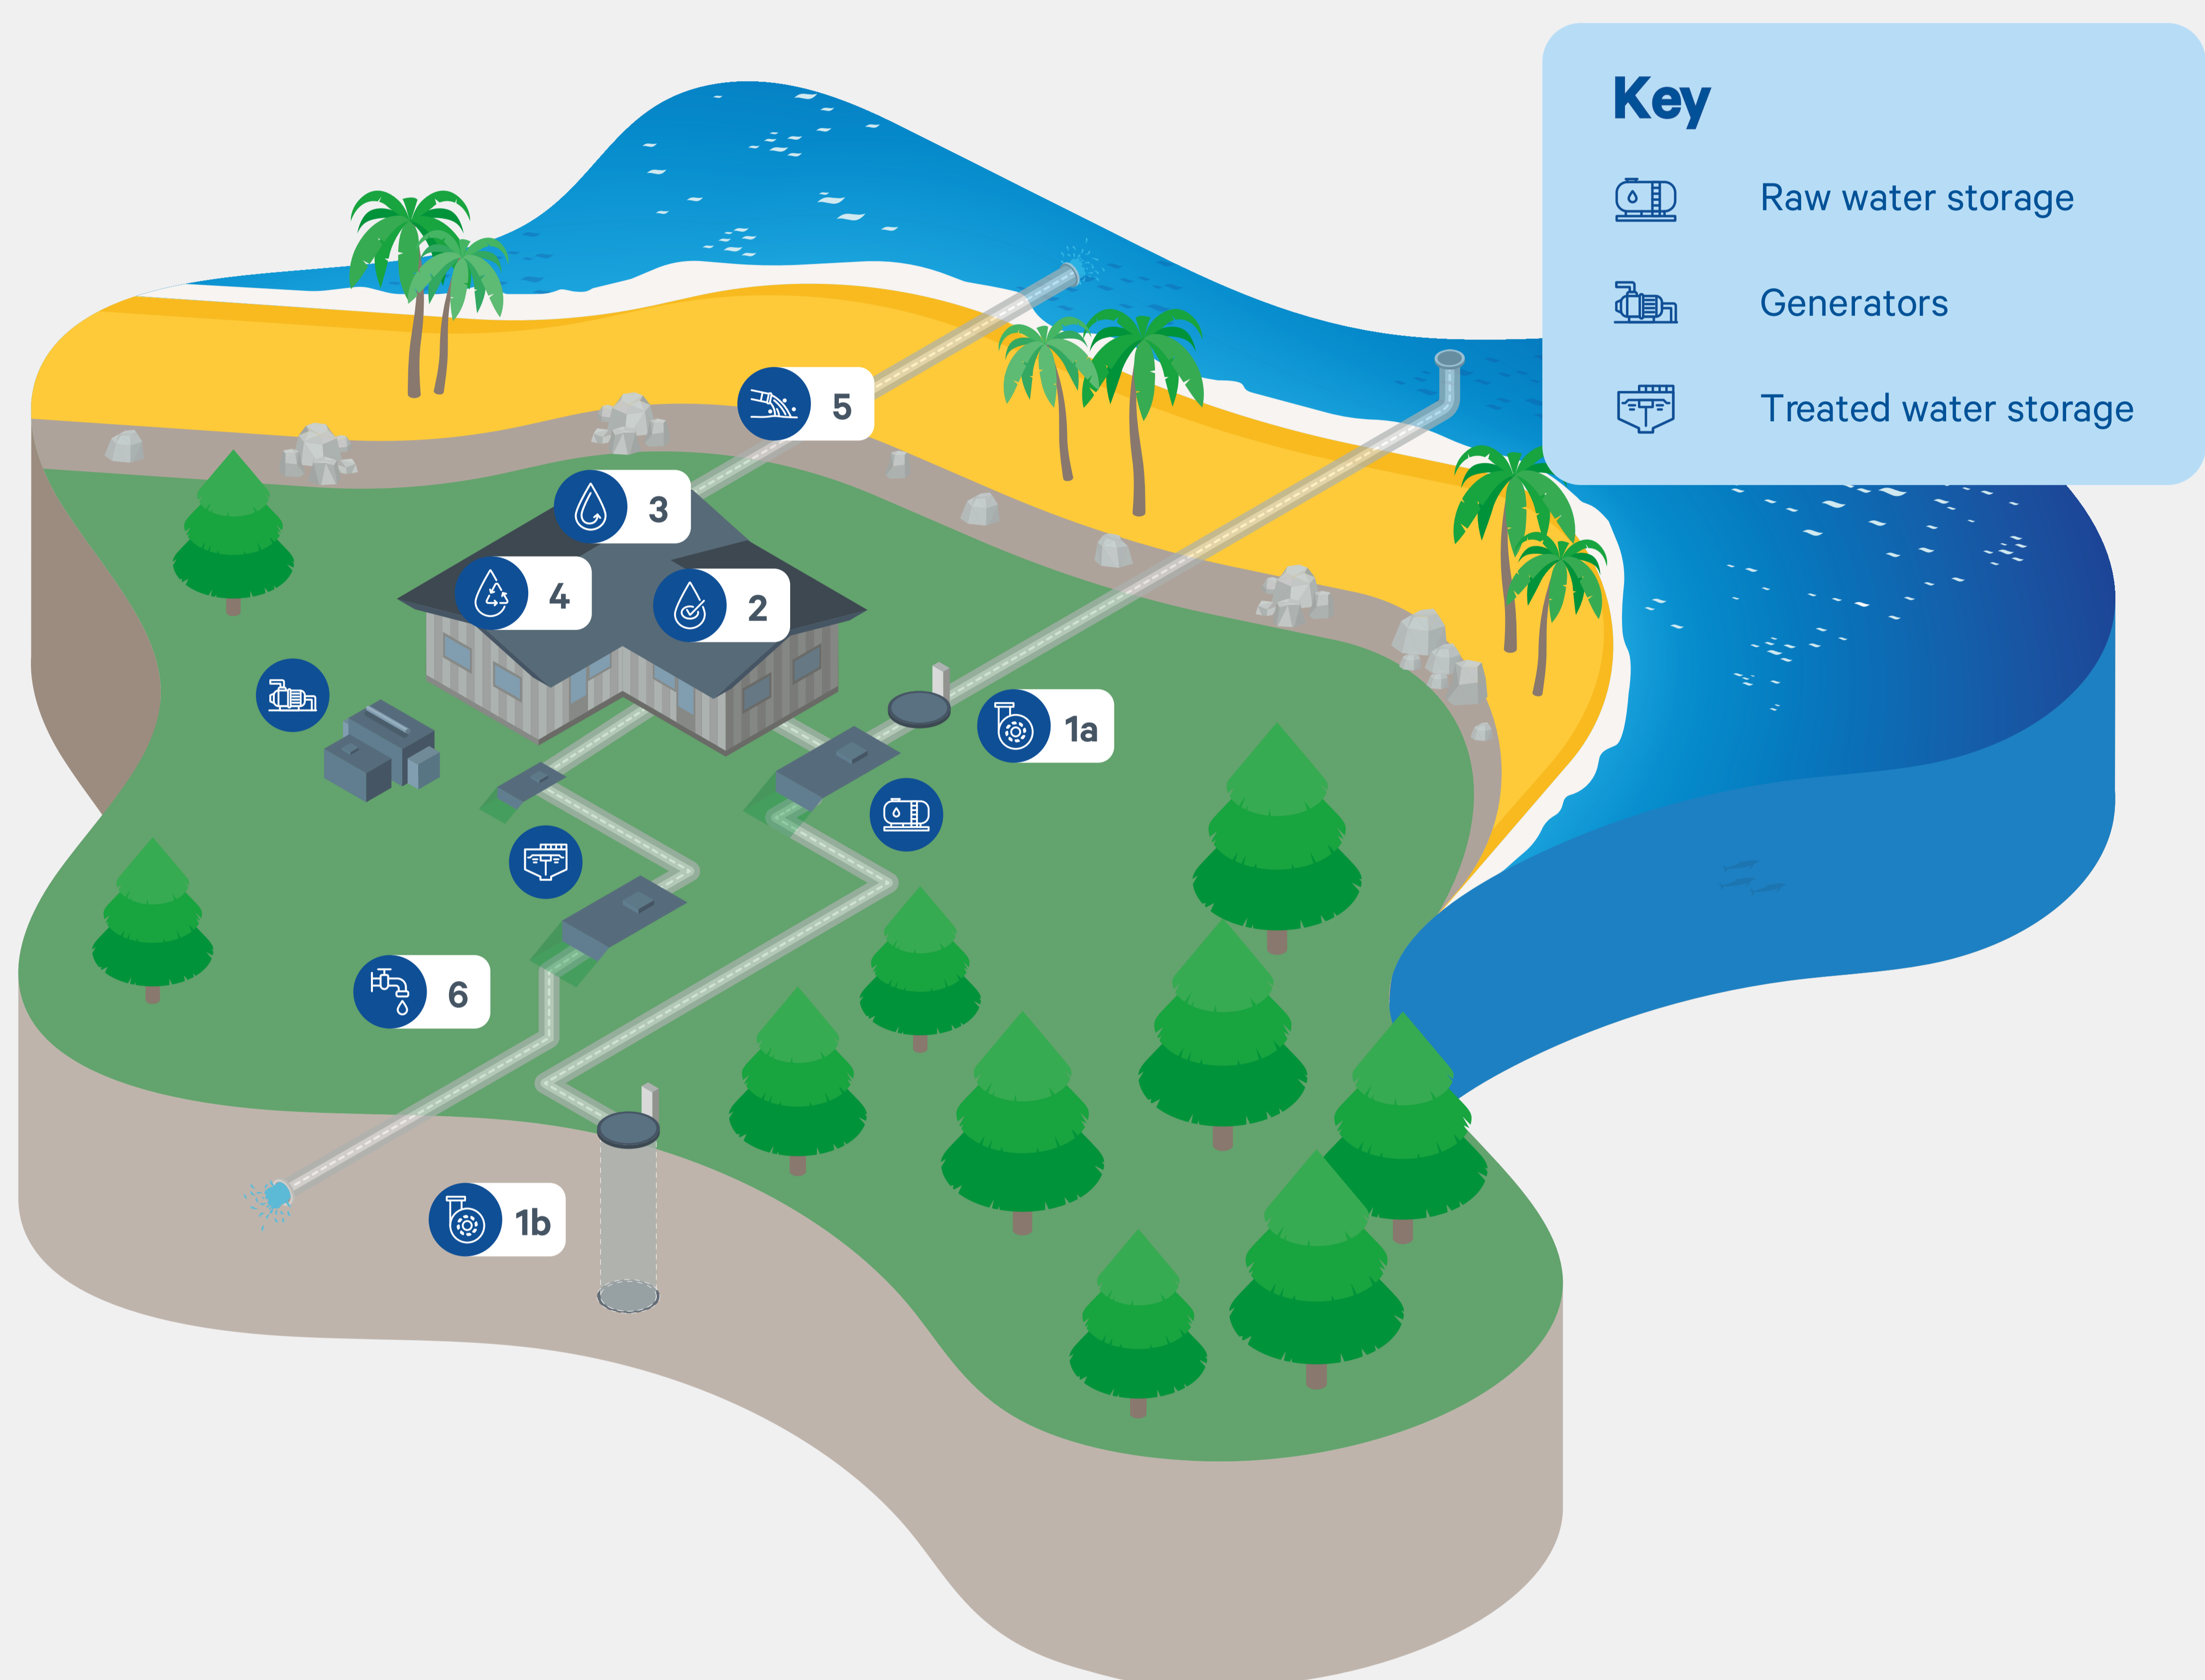 Key
Raw water storage
Generators
Treated water storage
5
3
4
2
1a
6
1b